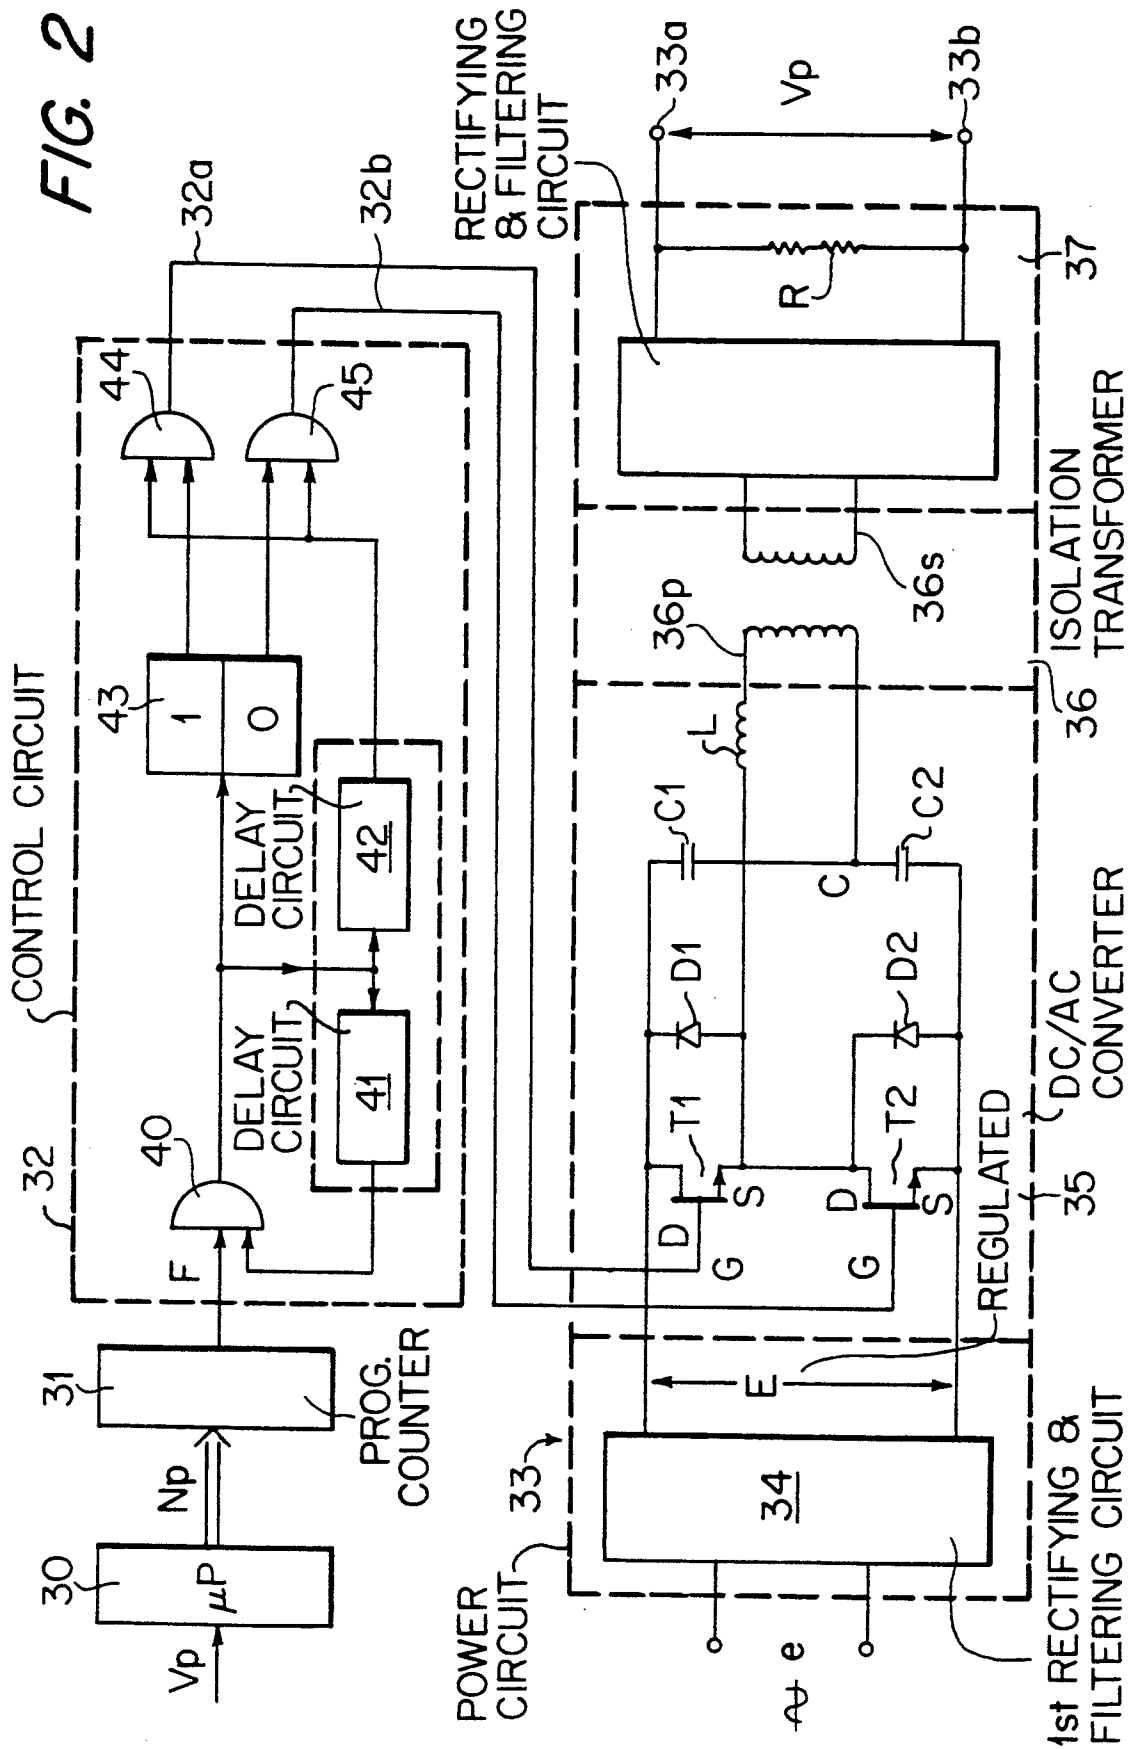 FIG. 2
CONTROL CIRCUIT
32
Vp
30
µP
Np
31
PROG.
COUNTER
F
40
DELAY
CIRCUIT
41
DELAY
CIRCUIT
42
43
1
0
44
45
32a
32b
POWER
CIRCUIT
33
e
34
1st RECTIFYING &
FILTERING CIRCUIT
E
REGULATED
35
DC/AC
CONVERTER
G
D
S
T1
G
D
S
T2
D1
D2
C1
C
C2
L
36
ISOLATION
TRANSFORMER
36p
36s
RECTIFYING
& FILTERING
CIRCUIT
R
37
33a
Vp
33b